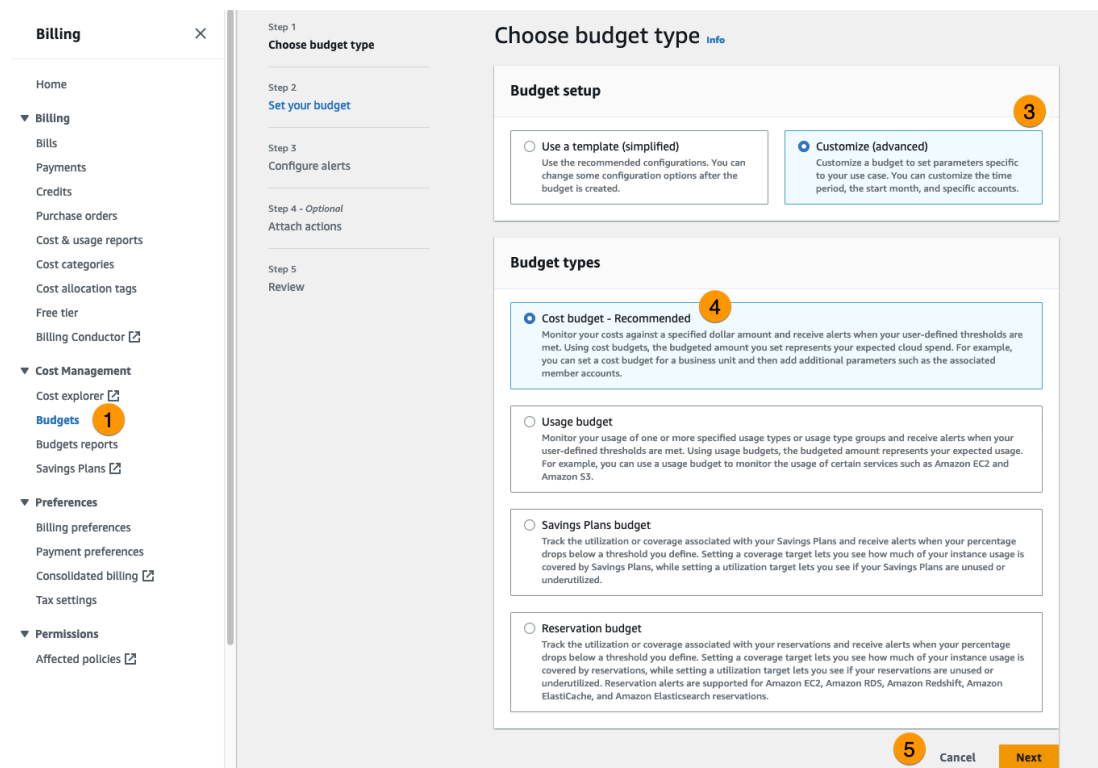 Billing
Home
Billing
Bills
Payments
Credits
Purchase orders
Cost & usage reports
Cost categories
Cost allocation tags
Free tier
Billing Conductor
Cost Management
Cost explorer
Budgets 1
Budgets reports
Savings Plans
Preferences
Billing preferences
Payment preferences
Consolidated billing
Tax settings
Permissions
Affected policies
Step 1
Choose budget type
Step 2
Set your budget
Step 3
Configure alerts
Step 4 - Optional
Attach actions
Step 5
Review
Choose budget type Info
Budget setup
3
Use a template (simplified)
Use the recommended configurations. You can
change some configuration options after the
budget is created.
Customize (advanced)
Customize a budget to set parameters specific
to your use case. You can customize the time
period, the start month, and specific accounts.
Budget types
4
Cost budget - Recommended
Monitor your costs against a specified dollar amount and receive alerts when your user-defined thresholds are
met. Using cost budgets, the budgeted amount you set represents your expected cloud spend. For example,
you can set a cost budget for a business unit and then add additional parameters such as the associated
member accounts.
Usage budget
Monitor your usage of one or more specified usage types or usage type groups and receive alerts when your
user-defined thresholds are met. Using usage budgets, the budgeted amount represents your expected usage.
For example, you can use a usage budget to monitor the usage of certain services such as Amazon EC2 and
Amazon S3.
Savings Plans budget
Track the utilization or coverage associated with your Savings Plans and receive alerts when your percentage
drops below a threshold you define. Setting a coverage target lets you see how much of your instance usage is
covered by Savings Plans, while setting a utilization target lets you see if your Savings Plans are unused or
underutilized.
Reservation budget
Track the utilization or coverage associated with your reservations and receive alerts when your percentage
drops below a threshold you define. Setting a coverage target lets you see how much of your instance usage is
covered by reservations, while setting a utilization target lets you see if your reservations are unused or
underutilized. Reservation alerts are supported for Amazon EC2, Amazon RDS, Amazon Redshift, Amazon
ElastiCache, and Amazon Elasticsearch reservations.
5 Cancel Next